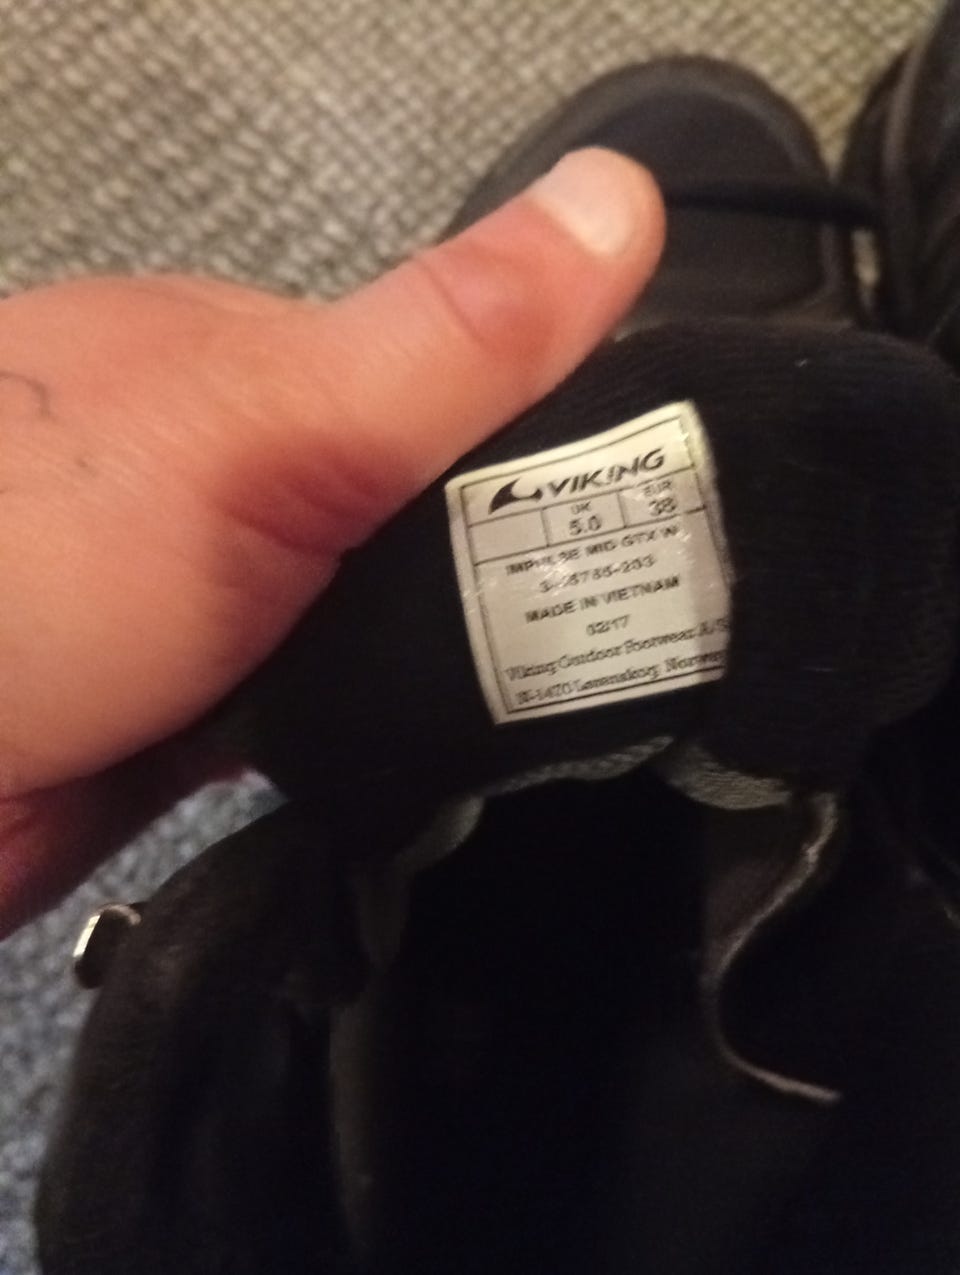 VIKING
UK EUR
5.0 38
IMPULSE MID GTX W
MADE IN VIETNAM
02/17
Viking Outdoor Footwear A/S
N-1470 Lørenskog, Norway